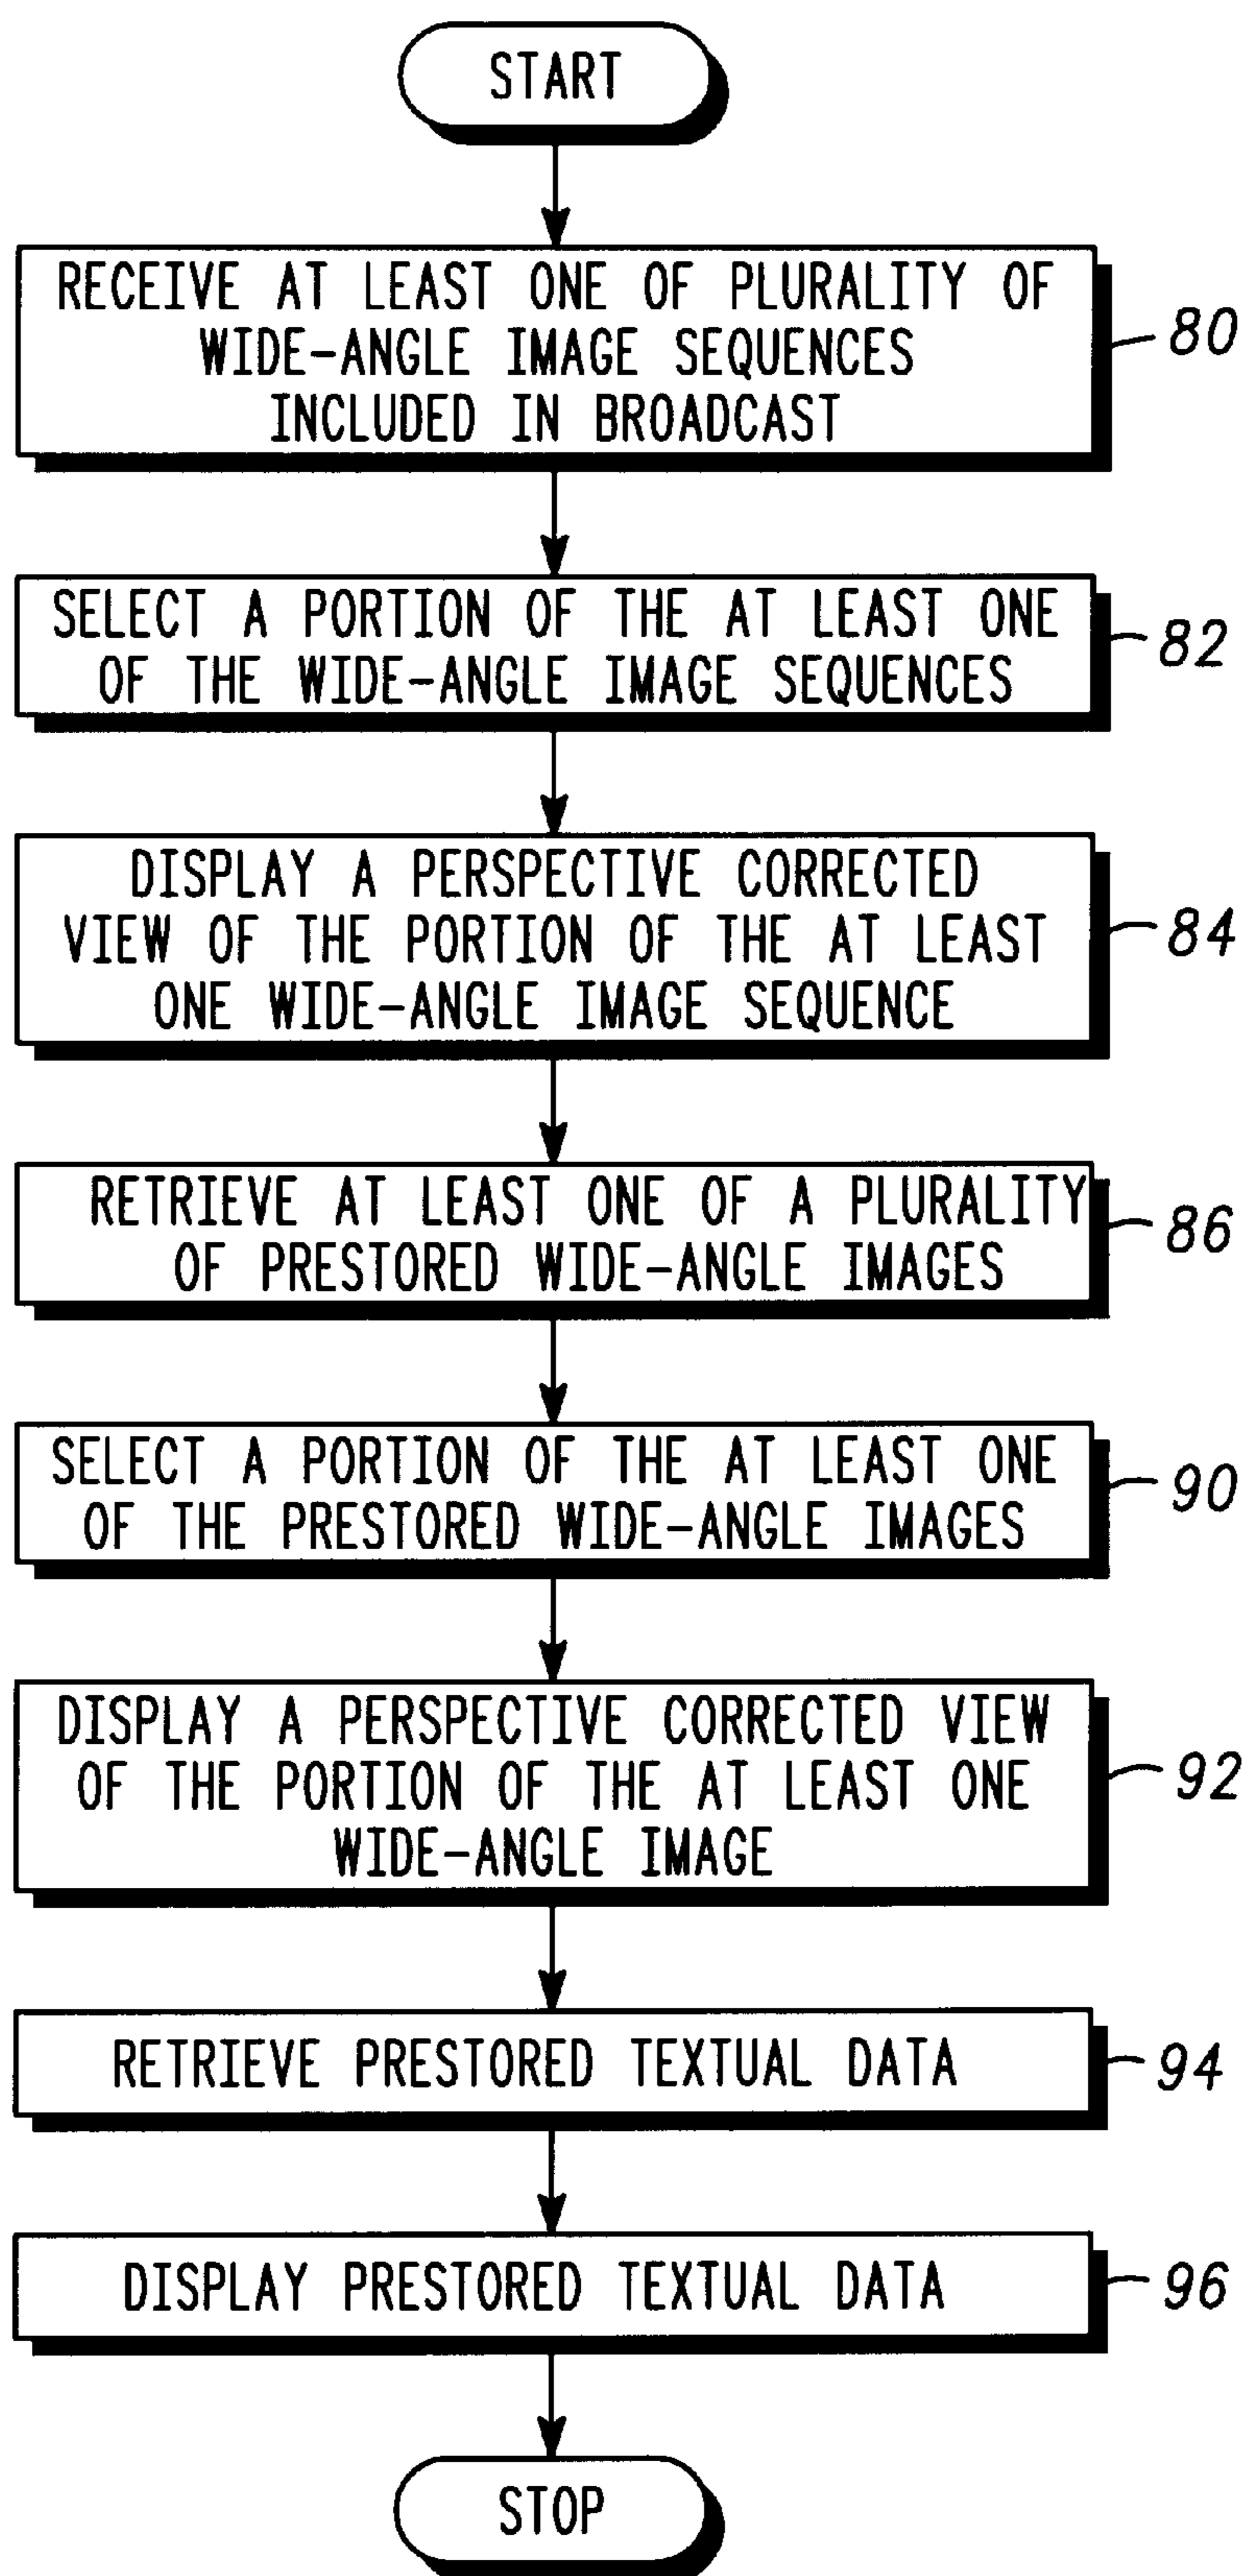 START
RECEIVE AT LEAST ONE OF PLURALITY OF
WIDE-ANGLE IMAGE SEQUENCES
INCLUDED IN BROADCAST
80
SELECT A PORTION OF THE AT LEAST ONE
OF THE WIDE-ANGLE IMAGE SEQUENCES
82
DISPLAY A PERSPECTIVE CORRECTED
VIEW OF THE PORTION OF THE AT LEAST
ONE WIDE-ANGLE IMAGE SEQUENCE
84
RETRIEVE AT LEAST ONE OF A PLURALITY
OF PRESTORED WIDE-ANGLE IMAGES
86
SELECT A PORTION OF THE AT LEAST ONE
OF THE PRESTORED WIDE-ANGLE IMAGES
90
DISPLAY A PERSPECTIVE CORRECTED VIEW
OF THE PORTION OF THE AT LEAST ONE
WIDE-ANGLE IMAGE
92
RETRIEVE PRESTORED TEXTUAL DATA
94
DISPLAY PRESTORED TEXTUAL DATA
96
STOP